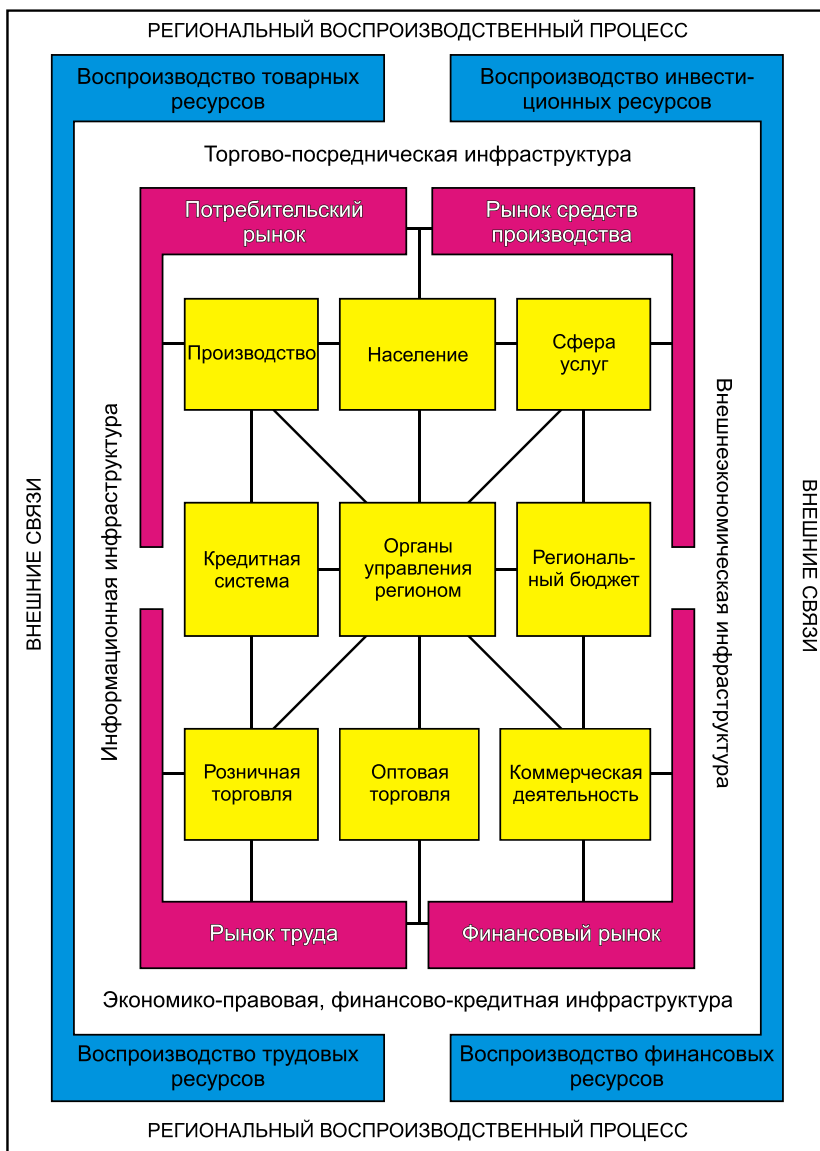 РЕГИОНАЛЬНЫЙ ВОСПРОИЗВОДСТВЕННЫЙ ПРОЦЕСС
Воспроизводство товарных
ресурсов
Воспроизводство инвести-
ционных ресурсов
Торгово-посредническая инфраструктура
Потребительский
рынок
Рынок средств
производства
Производство
Население
Сфера
услуг
ВНЕШНИЕ СВЯЗИ
Информационная инфраструктура
Кредитная
система
Органы
управления
регионом
Региональ-
ный бюджет
Внешнеэкономическая инфраструктура
ВНЕШНИЕ СВЯЗИ
Розничная
торговля
Оптовая
торговля
Коммерческая
деятельность
Рынок труда
Финансовый рынок
Экономико-правовая, финансово-кредитная инфраструктура
Воспроизводство трудовых
ресурсов
Воспроизводство финансовых
ресурсов
РЕГИОНАЛЬНЫЙ ВОСПРОИЗВОДСТВЕННЫЙ ПРОЦЕСС